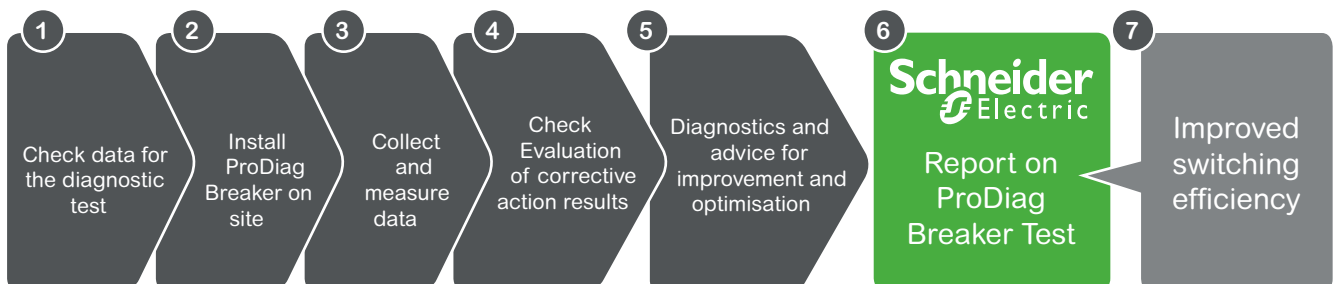 1
Check data for
the diagnostic
test
2
Install
ProDiag
Breaker on
site
3
Collect
and
measure
data
4
Check
Evaluation
of corrective
action results
5
Diagnostics and
advice for
improvement and
optimisation
6
Schneider
Electric
Report on
ProDiag
Breaker Test
7
Improved
switching
efficiency